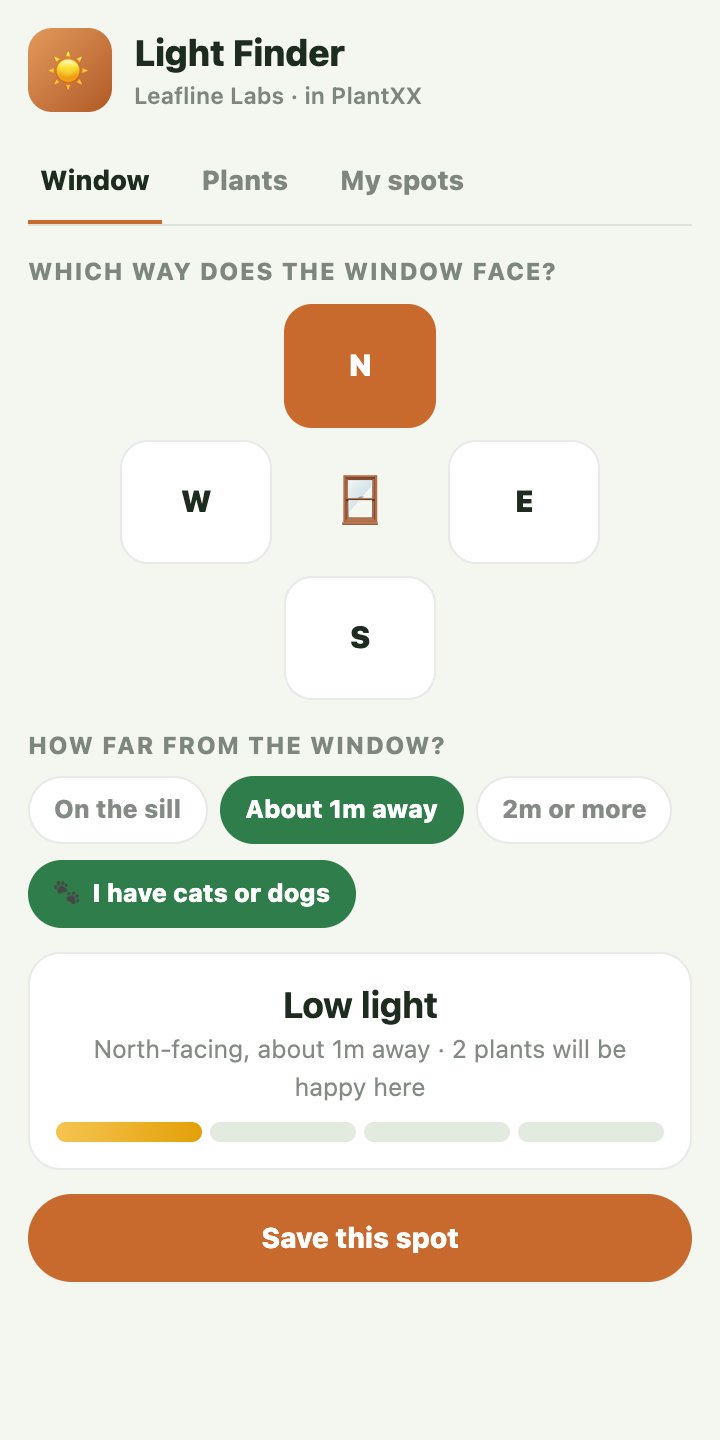 Light Finder
Leafline Labs · in PlantXX
Window Plants My spots
WHICH WAY DOES THE WINDOW FACE?
N
W E
S
HOW FAR FROM THE WINDOW?
On the sill About 1m away 2m or more
🐾 I have cats or dogs
Low light
North-facing, about 1m away · 2 plants will be
happy here
Save this spot